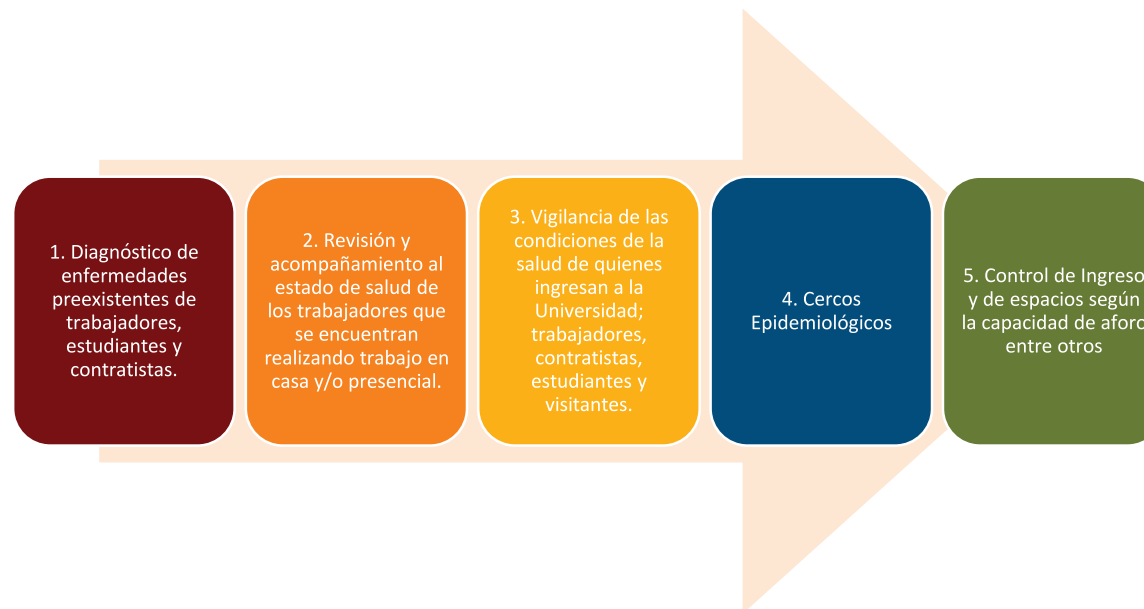 1. Diagnóstico de
enfermedades
preexistentes de
trabajadores,
estudiantes y
contratistas.
2. Revisión y
acompañamiento al
estado de salud de
los trabajadores que
se encuentran
realizando trabajo en
casa y/o presencial.
3. Vigilancia de las
condiciones de la
salud de quienes
ingresan a la
Universidad;
trabajadores,
contratistas,
estudiantes y
visitantes.
4. Cercos
Epidemiológicos
5. Control de Ingreso
y de espacios según
la capacidad de aforo
entre otros